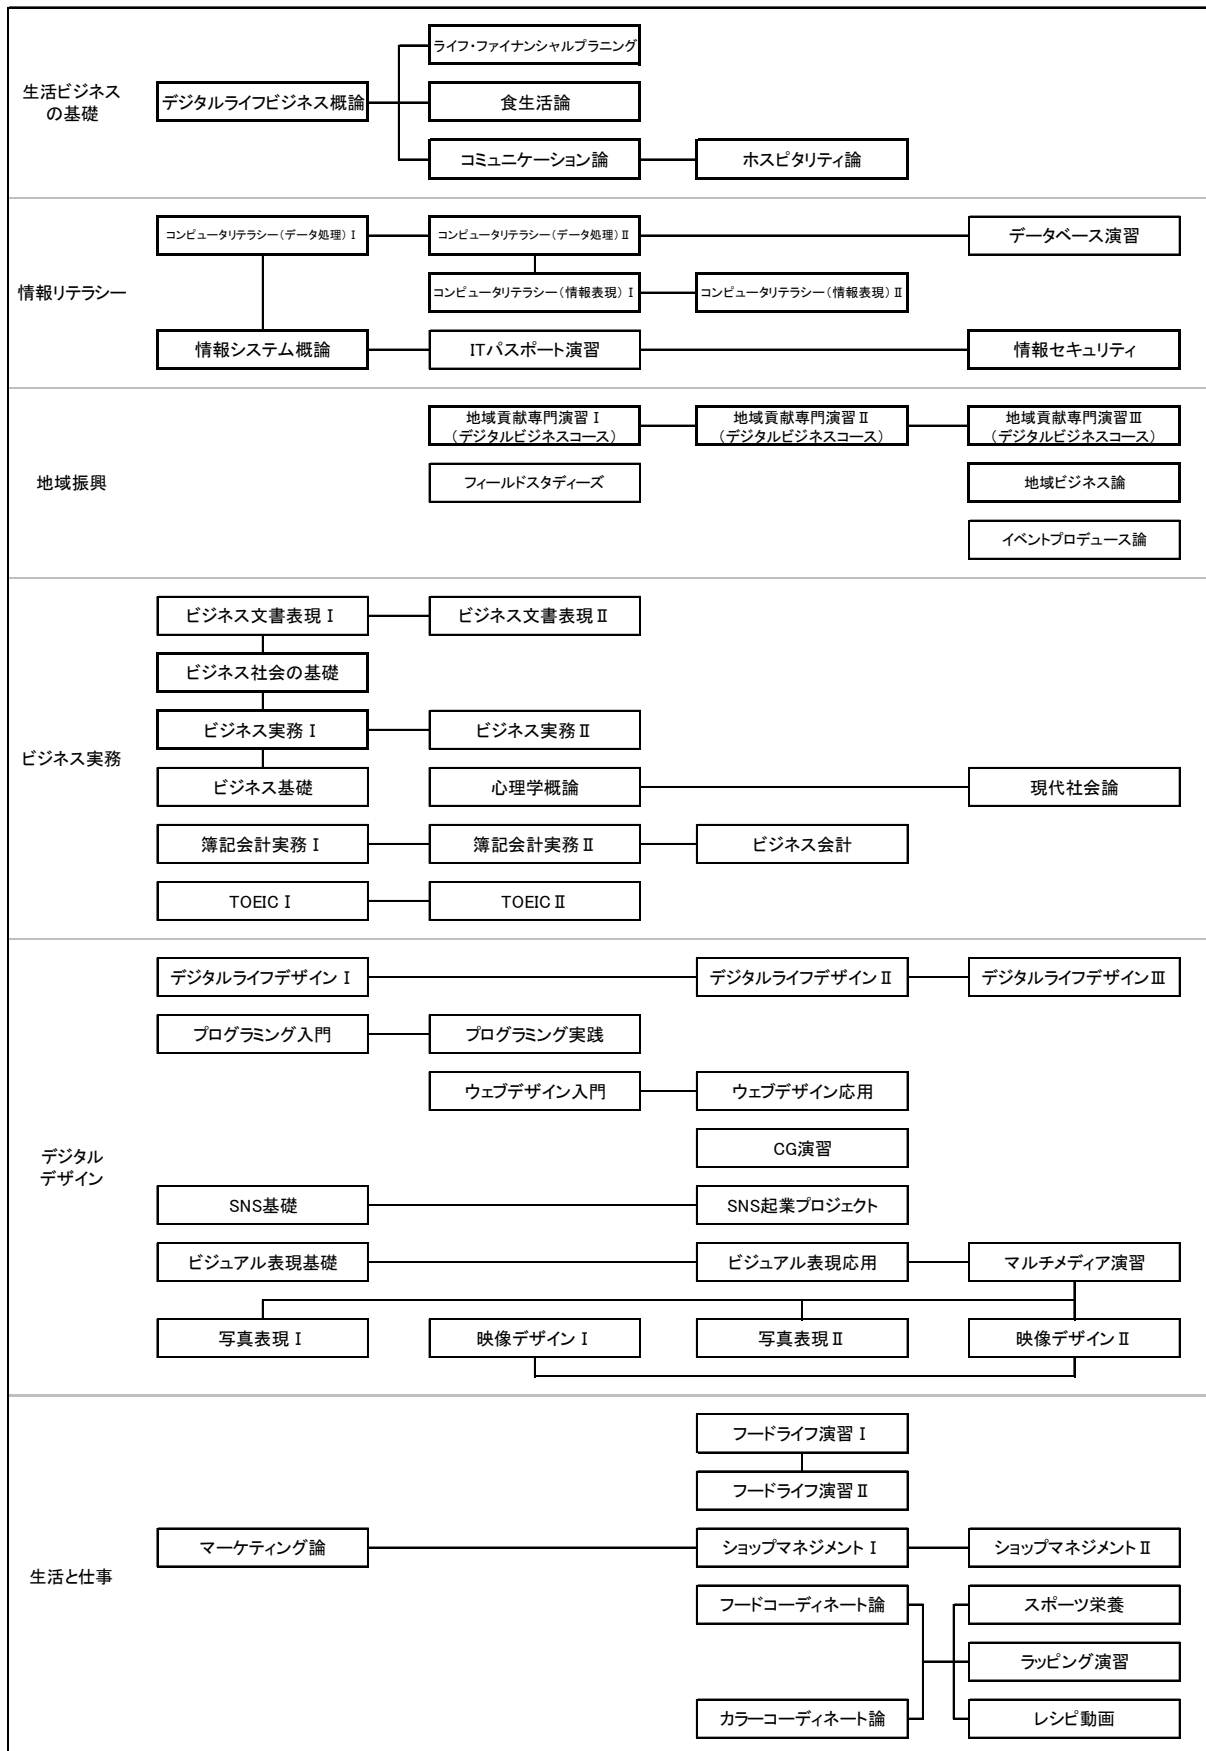 生活ビジネス
の基礎
ライフ・ファイナンシャルプラニング
デジタルライフビジネス概論
食生活論
コミュニケーション論
ホスピタリティ論
情報リテラシー
コンピュータリテラシー(データ処理)Ⅰ
コンピュータリテラシー(データ処理)Ⅱ
データベース演習
コンピュータリテラシー(情報表現)Ⅰ
コンピュータリテラシー(情報表現)Ⅱ
情報システム概論
ITパスポート演習
情報セキュリティ
地域振興
地域貢献専門演習Ⅰ
(デジタルビジネスコース)
地域貢献専門演習Ⅱ
(デジタルビジネスコース)
地域貢献専門演習Ⅲ
(デジタルビジネスコース)
フィールドスタディーズ
地域ビジネス論
イベントプロデュース論
ビジネス実務
ビジネス文書表現Ⅰ
ビジネス文書表現Ⅱ
ビジネス社会の基礎
ビジネス実務Ⅰ
ビジネス実務Ⅱ
ビジネス基礎
心理学概論
現代社会論
簿記会計実務Ⅰ
簿記会計実務Ⅱ
ビジネス会計
TOEICⅠ
TOEICⅡ
デジタル
デザイン
デジタルライフデザインⅠ
デジタルライフデザインⅡ
デジタルライフデザインⅢ
プログラミング入門
プログラミング実践
ウェブデザイン入門
ウェブデザイン応用
CG演習
SNS基礎
SNS起業プロジェクト
ビジュアル表現基礎
ビジュアル表現応用
マルチメディア演習
写真表現Ⅰ
映像デザインⅠ
写真表現Ⅱ
映像デザインⅡ
生活と仕事
フードライフ演習Ⅰ
フードライフ演習Ⅱ
マーケティング論
ショップマネジメントⅠ
ショップマネジメントⅡ
フードコーディネート論
スポーツ栄養
ラッピング演習
カラーコーディネート論
レシピ動画